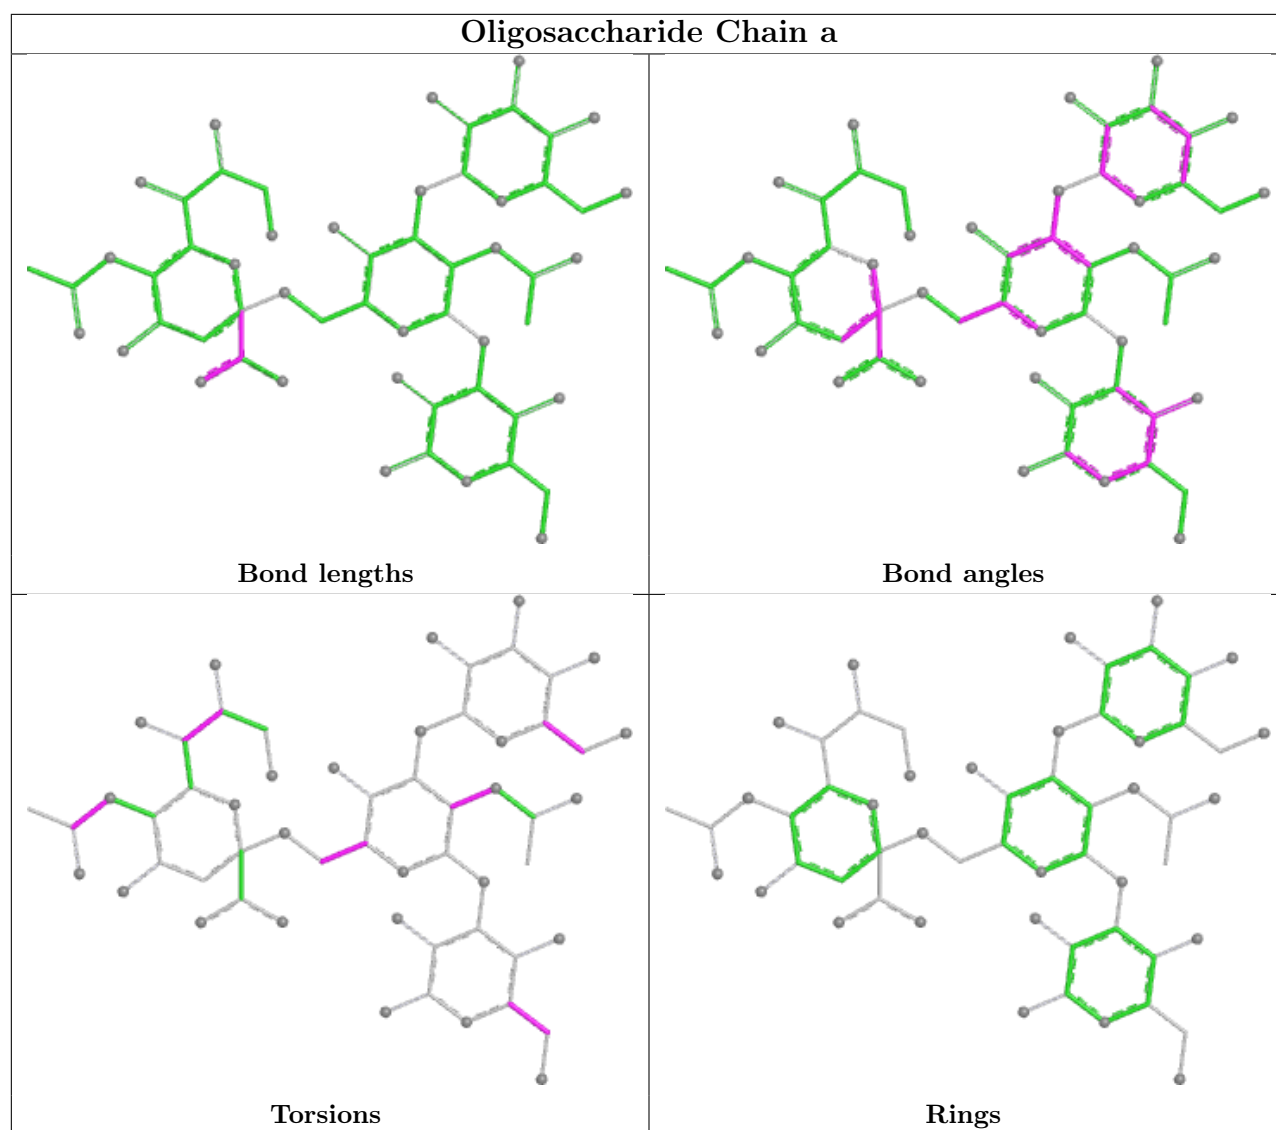 Oligosaccharide Chain a
Bond lengths
Bond angles
Torsions
Rings